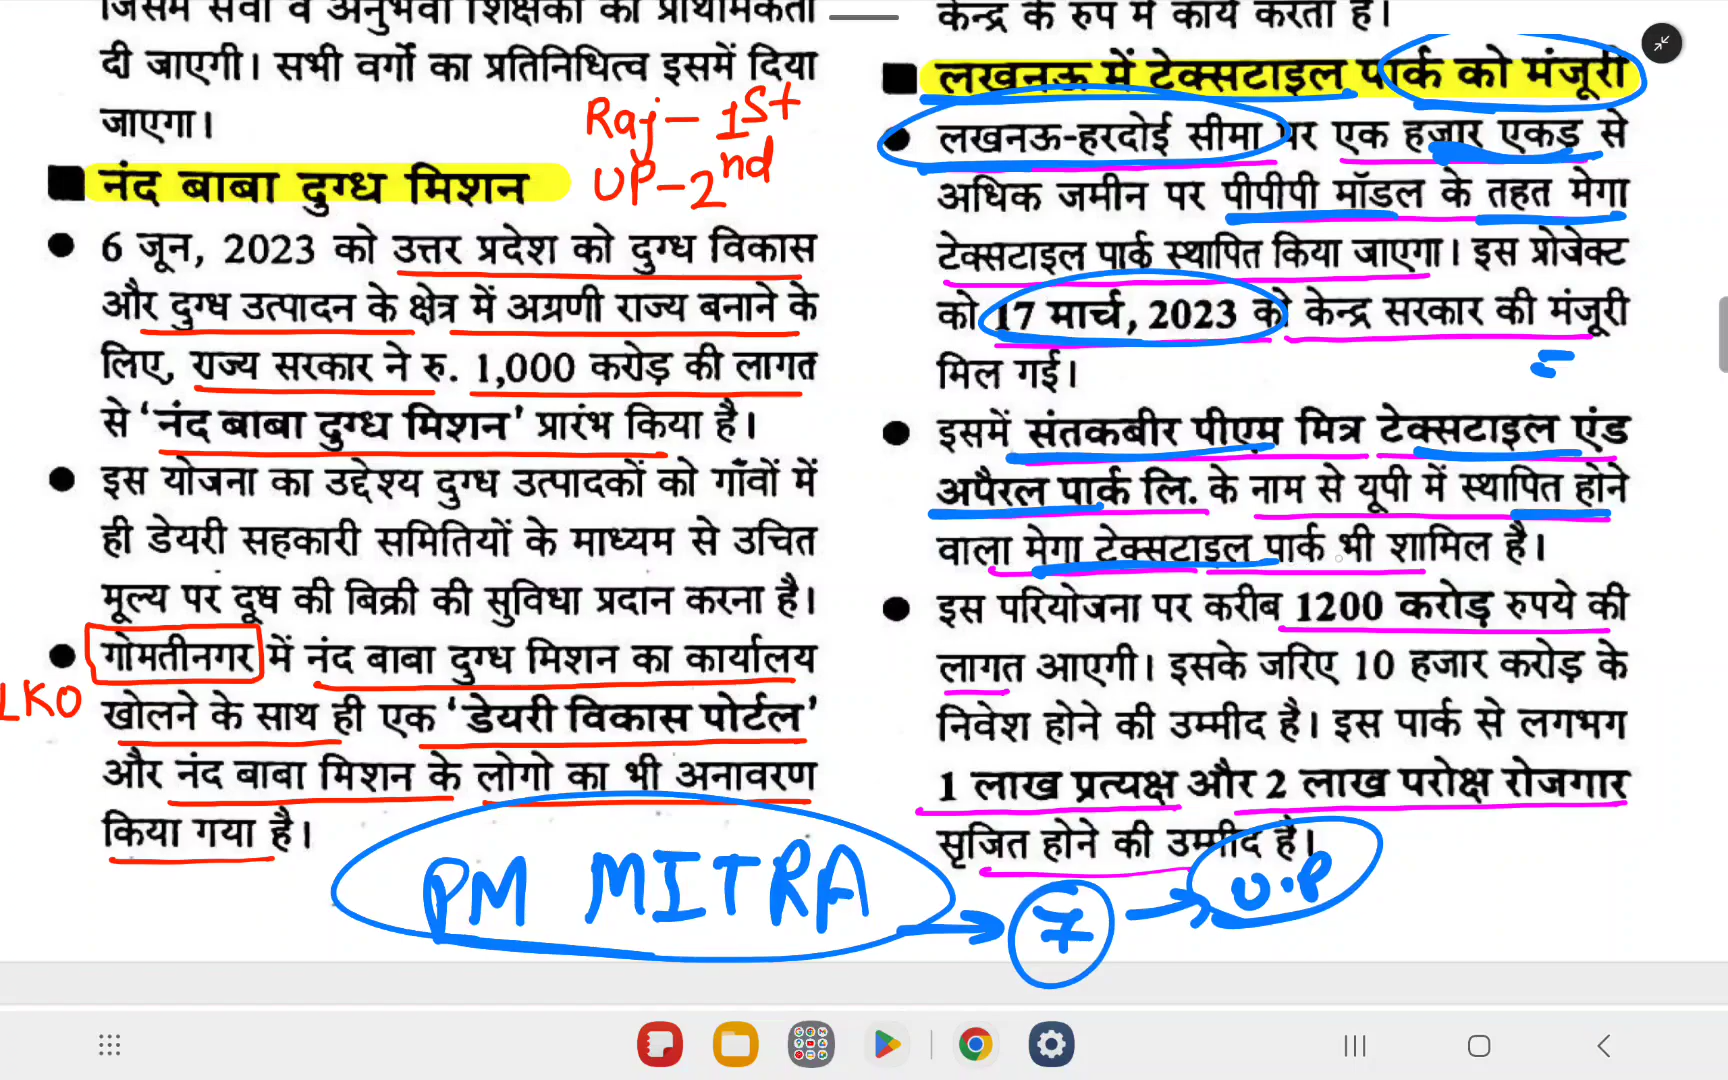 जिसमें सेवा व अनुभवी शिक्षकों को प्राथमिकता
दी जाएगी। सभी वर्गों का प्रतिनिधित्व इसमें दिया
जाएगा।
Raj- 1st
UP-2nd
नंद बाबा दुग्ध मिशन
6 जून, 2023 को उत्तर प्रदेश को दुग्ध विकास
और दुग्ध उत्पादन के क्षेत्र में अग्रणी राज्य बनाने के
लिए, राज्य सरकार ने रु. 1,000 करोड़ की लागत
से 'नंद बाबा दुग्ध मिशन' प्रारंभ किया है।
इस योजना का उद्देश्य दुग्ध उत्पादकों को गाँवों में
ही डेयरी सहकारी समितियों के माध्यम से उचित
मूल्य पर दूध की बिक्री की सुविधा प्रदान करना है।
गोमतीनगर में नंद बाबा दुग्ध मिशन का कार्यालय
LKO
खोलने के साथ ही एक 'डेयरी विकास पोर्टल'
और नंद बाबा मिशन के लोगो का भी अनावरण
किया गया है।
केन्द्र के रुप में कार्य करता है।
लखनऊ में टेक्सटाइल पार्क को मंजूरी
लखनऊ-हरदोई सीमा पर एक हजार एकड़ से
अधिक जमीन पर पीपीपी मॉडल के तहत मेगा
टेक्सटाइल पार्क स्थापित किया जाएगा। इस प्रोजेक्ट
को 17 मार्च, 2023 को केन्द्र सरकार की मंजूरी
मिल गई।
इसमें संतकबीर पीएम मित्र टेक्सटाइल एंड
अपैरल पार्क लि. के नाम से यूपी में स्थापित होने
वाला मेगा टेक्सटाइल पार्क भी शामिल है।
इस परियोजना पर करीब 1200 करोड़ रुपये की
लागत आएगी। इसके जरिए 10 हजार करोड़ के
निवेश होने की उम्मीद है। इस पार्क से लगभग
1 लाख प्रत्यक्ष और 2 लाख परोक्ष रोजगार
सृजित होने की उम्मीद है।
PM MITRA → 7 → U.P